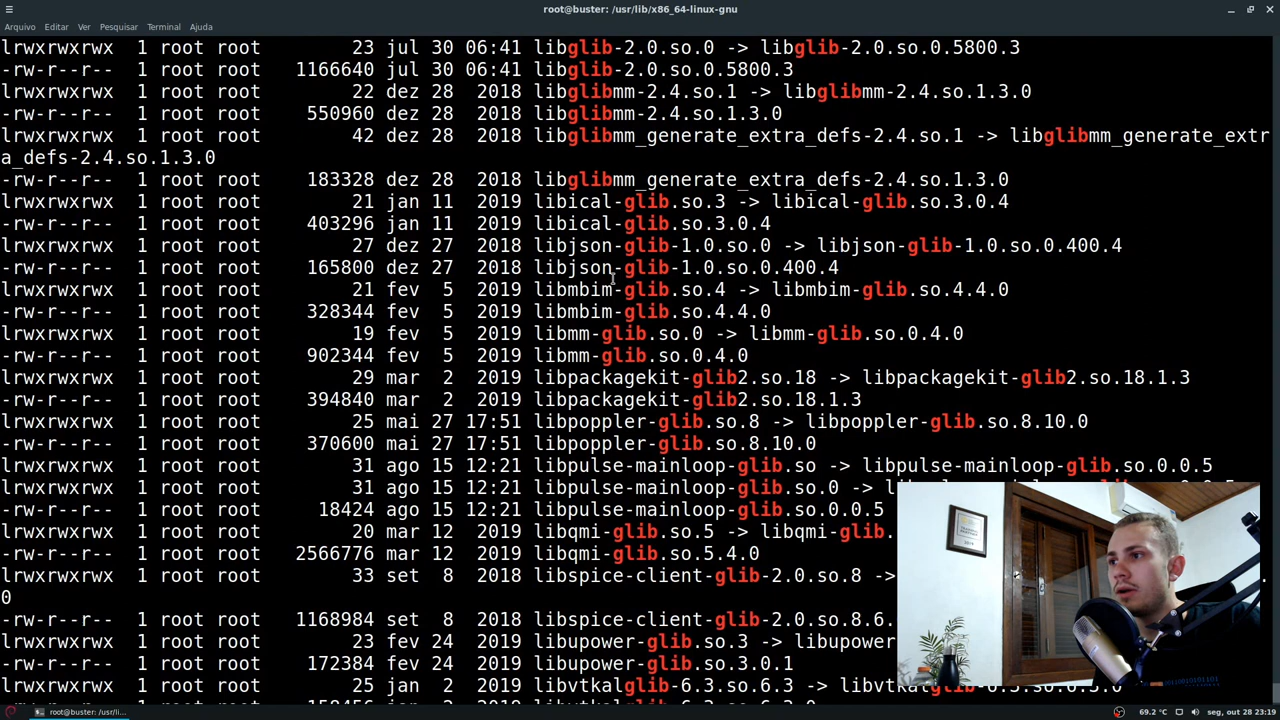 root@buster: /usr/lib/x86_64-linux-gnu
Arquivo Editar Ver Pesquisar Terminal Ajuda
lrwxrwxrwx 1 root root 23 jul 30 06:41 libglib-2.0.so.0 -> libglib-2.0.so.0.5800.3
-rw-r--r-- 1 root root 1166640 jul 30 06:41 libglib-2.0.so.0.5800.3
lrwxrwxrwx 1 root root 22 dez 28 2018 libglibmm-2.4.so.1 -> libglibmm-2.4.so.1.3.0
-rw-r--r-- 1 root root 550960 dez 28 2018 libglibmm-2.4.so.1.3.0
lrwxrwxrwx 1 root root 42 dez 28 2018 libglibmm_generate_extra_defs-2.4.so.1 -> libglibmm_generate_extr
a_defs-2.4.so.1.3.0
-rw-r--r-- 1 root root 183328 dez 28 2018 libglibmm_generate_extra_defs-2.4.so.1.3.0
lrwxrwxrwx 1 root root 21 jan 11 2019 libical-glib.so.3 -> libical-glib.so.3.0.4
-rw-r--r-- 1 root root 403296 jan 11 2019 libical-glib.so.3.0.4
lrwxrwxrwx 1 root root 27 dez 27 2018 libjson-glib-1.0.so.0 -> libjson-glib-1.0.so.0.400.4
-rw-r--r-- 1 root root 165800 dez 27 2018 libjson-glib-1.0.so.0.400.4
lrwxrwxrwx 1 root root 21 fev 5 2019 libmbim-glib.so.4 -> libmbim-glib.so.4.4.0
-rw-r--r-- 1 root root 328344 fev 5 2019 libmbim-glib.so.4.4.0
lrwxrwxrwx 1 root root 19 fev 5 2019 libmm-glib.so.0 -> libmm-glib.so.0.4.0
-rw-r--r-- 1 root root 902344 fev 5 2019 libmm-glib.so.0.4.0
lrwxrwxrwx 1 root root 29 mar 2 2019 libpackagekit-glib2.so.18 -> libpackagekit-glib2.so.18.1.3
-rw-r--r-- 1 root root 394840 mar 2 2019 libpackagekit-glib2.so.18.1.3
lrwxrwxrwx 1 root root 25 mai 27 17:51 libpoppler-glib.so.8 -> libpoppler-glib.so.8.10.0
-rw-r--r-- 1 root root 370600 mai 27 17:51 libpoppler-glib.so.8.10.0
lrwxrwxrwx 1 root root 31 ago 15 12:21 libpulse-mainloop-glib.so -> libpulse-mainloop-glib.so.0.0.5
lrwxrwxrwx 1 root root 31 ago 15 12:21 libpulse-mainloop-glib.so.0 ->
-rw-r--r-- 1 root root 18424 ago 15 12:21 libpulse-mainloop-glib.so.0.0.5
lrwxrwxrwx 1 root root 20 mar 12 2019 libqmi-glib.so.5 -> libqmi-glib.
-rw-r--r-- 1 root root 2566776 mar 12 2019 libqmi-glib.so.5.4.0
lrwxrwxrwx 1 root root 33 set 8 2018 libspice-client-glib-2.0.so.8 ->
0
-rw-r--r-- 1 root root 1168984 set 8 2018 libspice-client-glib-2.0.so.8.6.
lrwxrwxrwx 1 root root 23 fev 24 2019 libupower-glib.so.3 -> libupower
-rw-r--r-- 1 root root 172384 fev 24 2019 libupower-glib.so.3.0.1
lrwxrwxrwx 1 root root 25 jan 2 2019 libvtkalglib-6.3.so.6.3 ->
root@buster: /usr/li...
69.2 °C seg, out 28 23:19